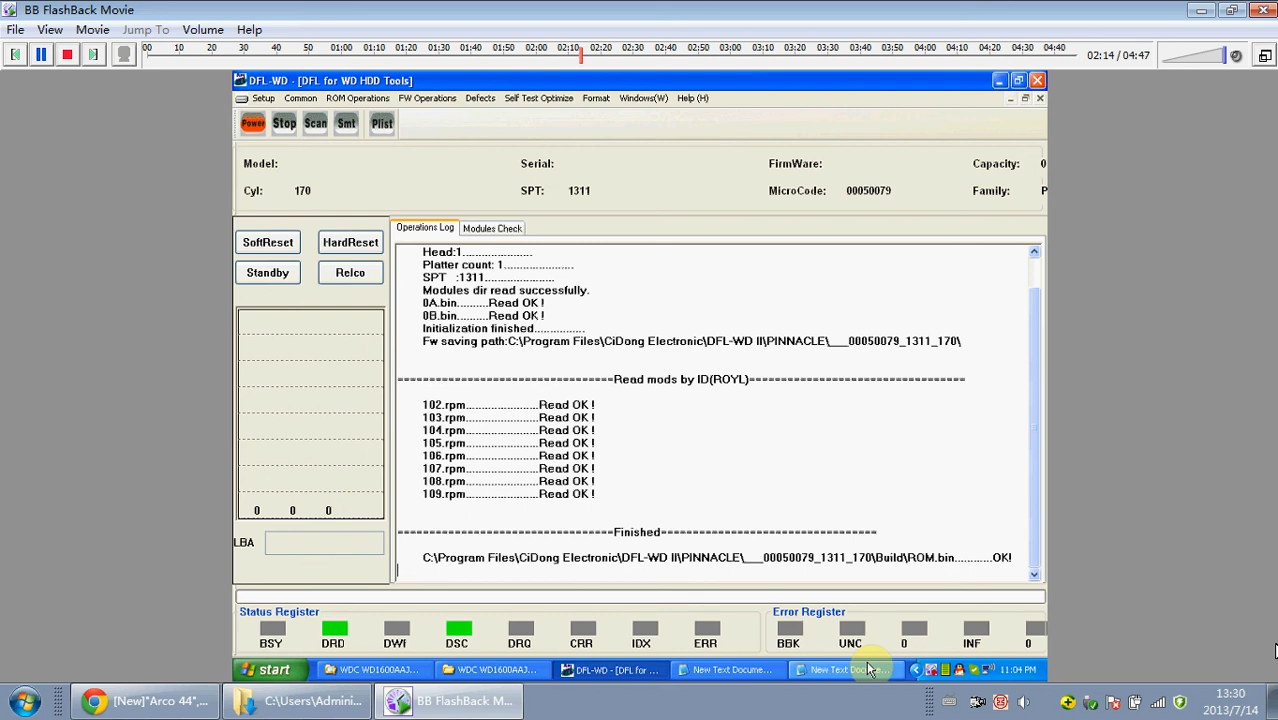 BB FlashBack Movie
File View Movie Jump To Volume Help
00 10 20 30 40 50 01:00 01:10 01:20 01:30 01:40 01:50 02:00 02:10 02:20 02:30 02:40 02:50 03:00 03:10 03:20 03:30 03:40 03:50 04:00 04:10 04:20 04:30 04:40 02:14 / 04:47
DFL-WD - [DFL for WD HDD Tools]
Setup Common ROM Operations FW Operations Defects Self Test Optimize Format Windows(W) Help (H)
Power Stop Scan Smt Plist
Model: Serial: FirmWare: Capacity: 0
Cyl: 170 SPT: 1311 MicroCode: 00050079 Family: P
Operations Log Modules Check
SoftReset HardReset
Standby Relco
Head:1.....................
Platter count: 1......................
SPT :1311.....................
Modules dir read successfully.
0A.bin..........Read OK !
0B.bin..........Read OK !
Initialization finished................
Fw saving path:C:\Program Files\CiDong Electronic\DFL-WD II\PINNACLE\___00050079_1311_170\
==================================Read mods by ID(ROYL)==================================
102.rpm.......................Read OK !
103.rpm.......................Read OK !
104.rpm.......................Read OK !
105.rpm.......................Read OK !
106.rpm.......................Read OK !
107.rpm.......................Read OK !
108.rpm.......................Read OK !
109.rpm.......................Read OK !
==================================Finished==================================
C:\Program Files\CiDong Electronic\DFL-WD II\PINNACLE\___00050079_1311_170\Build\ROM.bin............OK!
0 0 0
LBA
Status Register Error Register
BSY DRD DWF DSC DRQ CRR IDX ERR BBK UNC 0 INF 0
start WDC WD1600AAJ... WDC WD1600AAJ... DFL-WD - [DFL for ... New Text Docume... New Text Docume... 11:04 PM
[New]"Arco 44",... C:\Users\Admini... BB FlashBack M... 13:30
2013/7/14